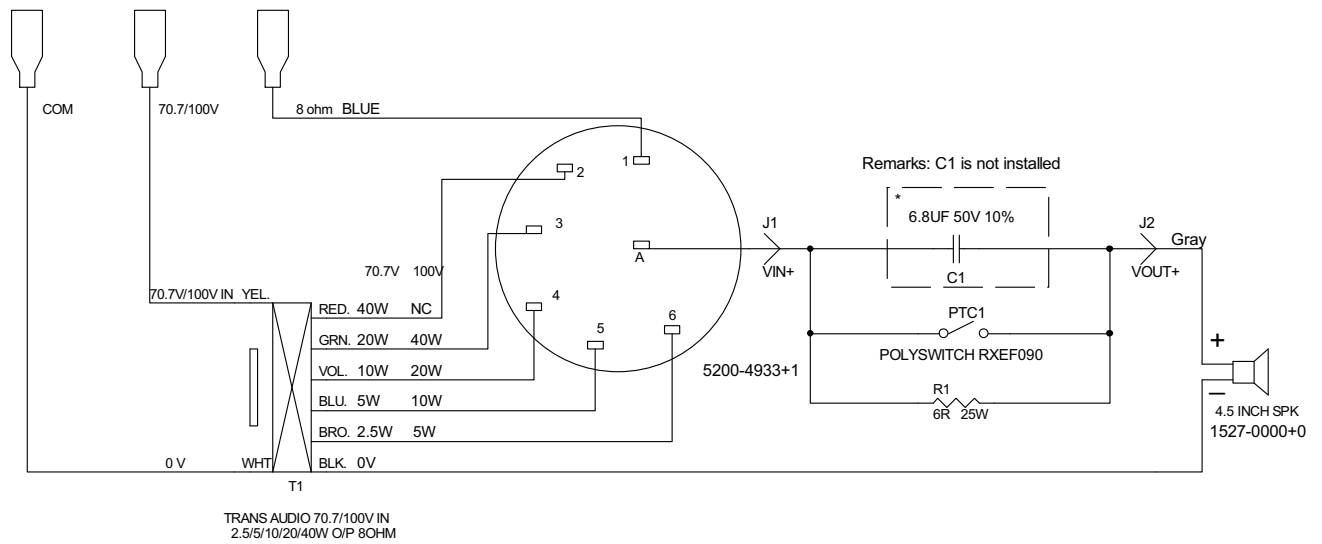 COM
70.7/100V
8 ohm BLUE
1
2
3
4
5
6
A
Remarks: C1 is not installed
*
6.8UF 50V 10%
C1
J1
VIN+
J2
Gray
VOUT+
PTC1
POLYSWITCH RXEF090
R1
6R 25W
5200-4933+1
+
–
4.5 INCH SPK
1527-0000+0
70.7V 100V
70.7V/100V IN YEL.
RED. 40W NC
GRN. 20W 40W
VOL. 10W 20W
BLU. 5W 10W
BRO. 2.5W 5W
0 V WHT BLK. 0V
T1
TRANS AUDIO 70.7/100V IN
2.5/5/10/20/40W O/P 8OHM